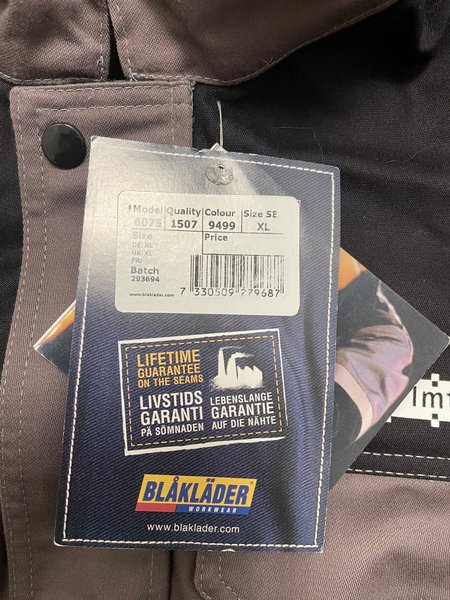 !Model Quality Colour Size SE
6075 1507 9499 XL
Size Price
DE: XL
UK: XL
FR:
Batch
293694
www.blaklader.com
7 330509 279687
LIFETIME
GUARANTEE
ON THE SEAMS
LIVSTIDS
GARANTI
PÅ SÖMNADEN
LEBENSLANGE
GARANTIE
AUF DIE NÄHTE
BLÅKLÄDER
WORKWEAR
www.blaklader.com